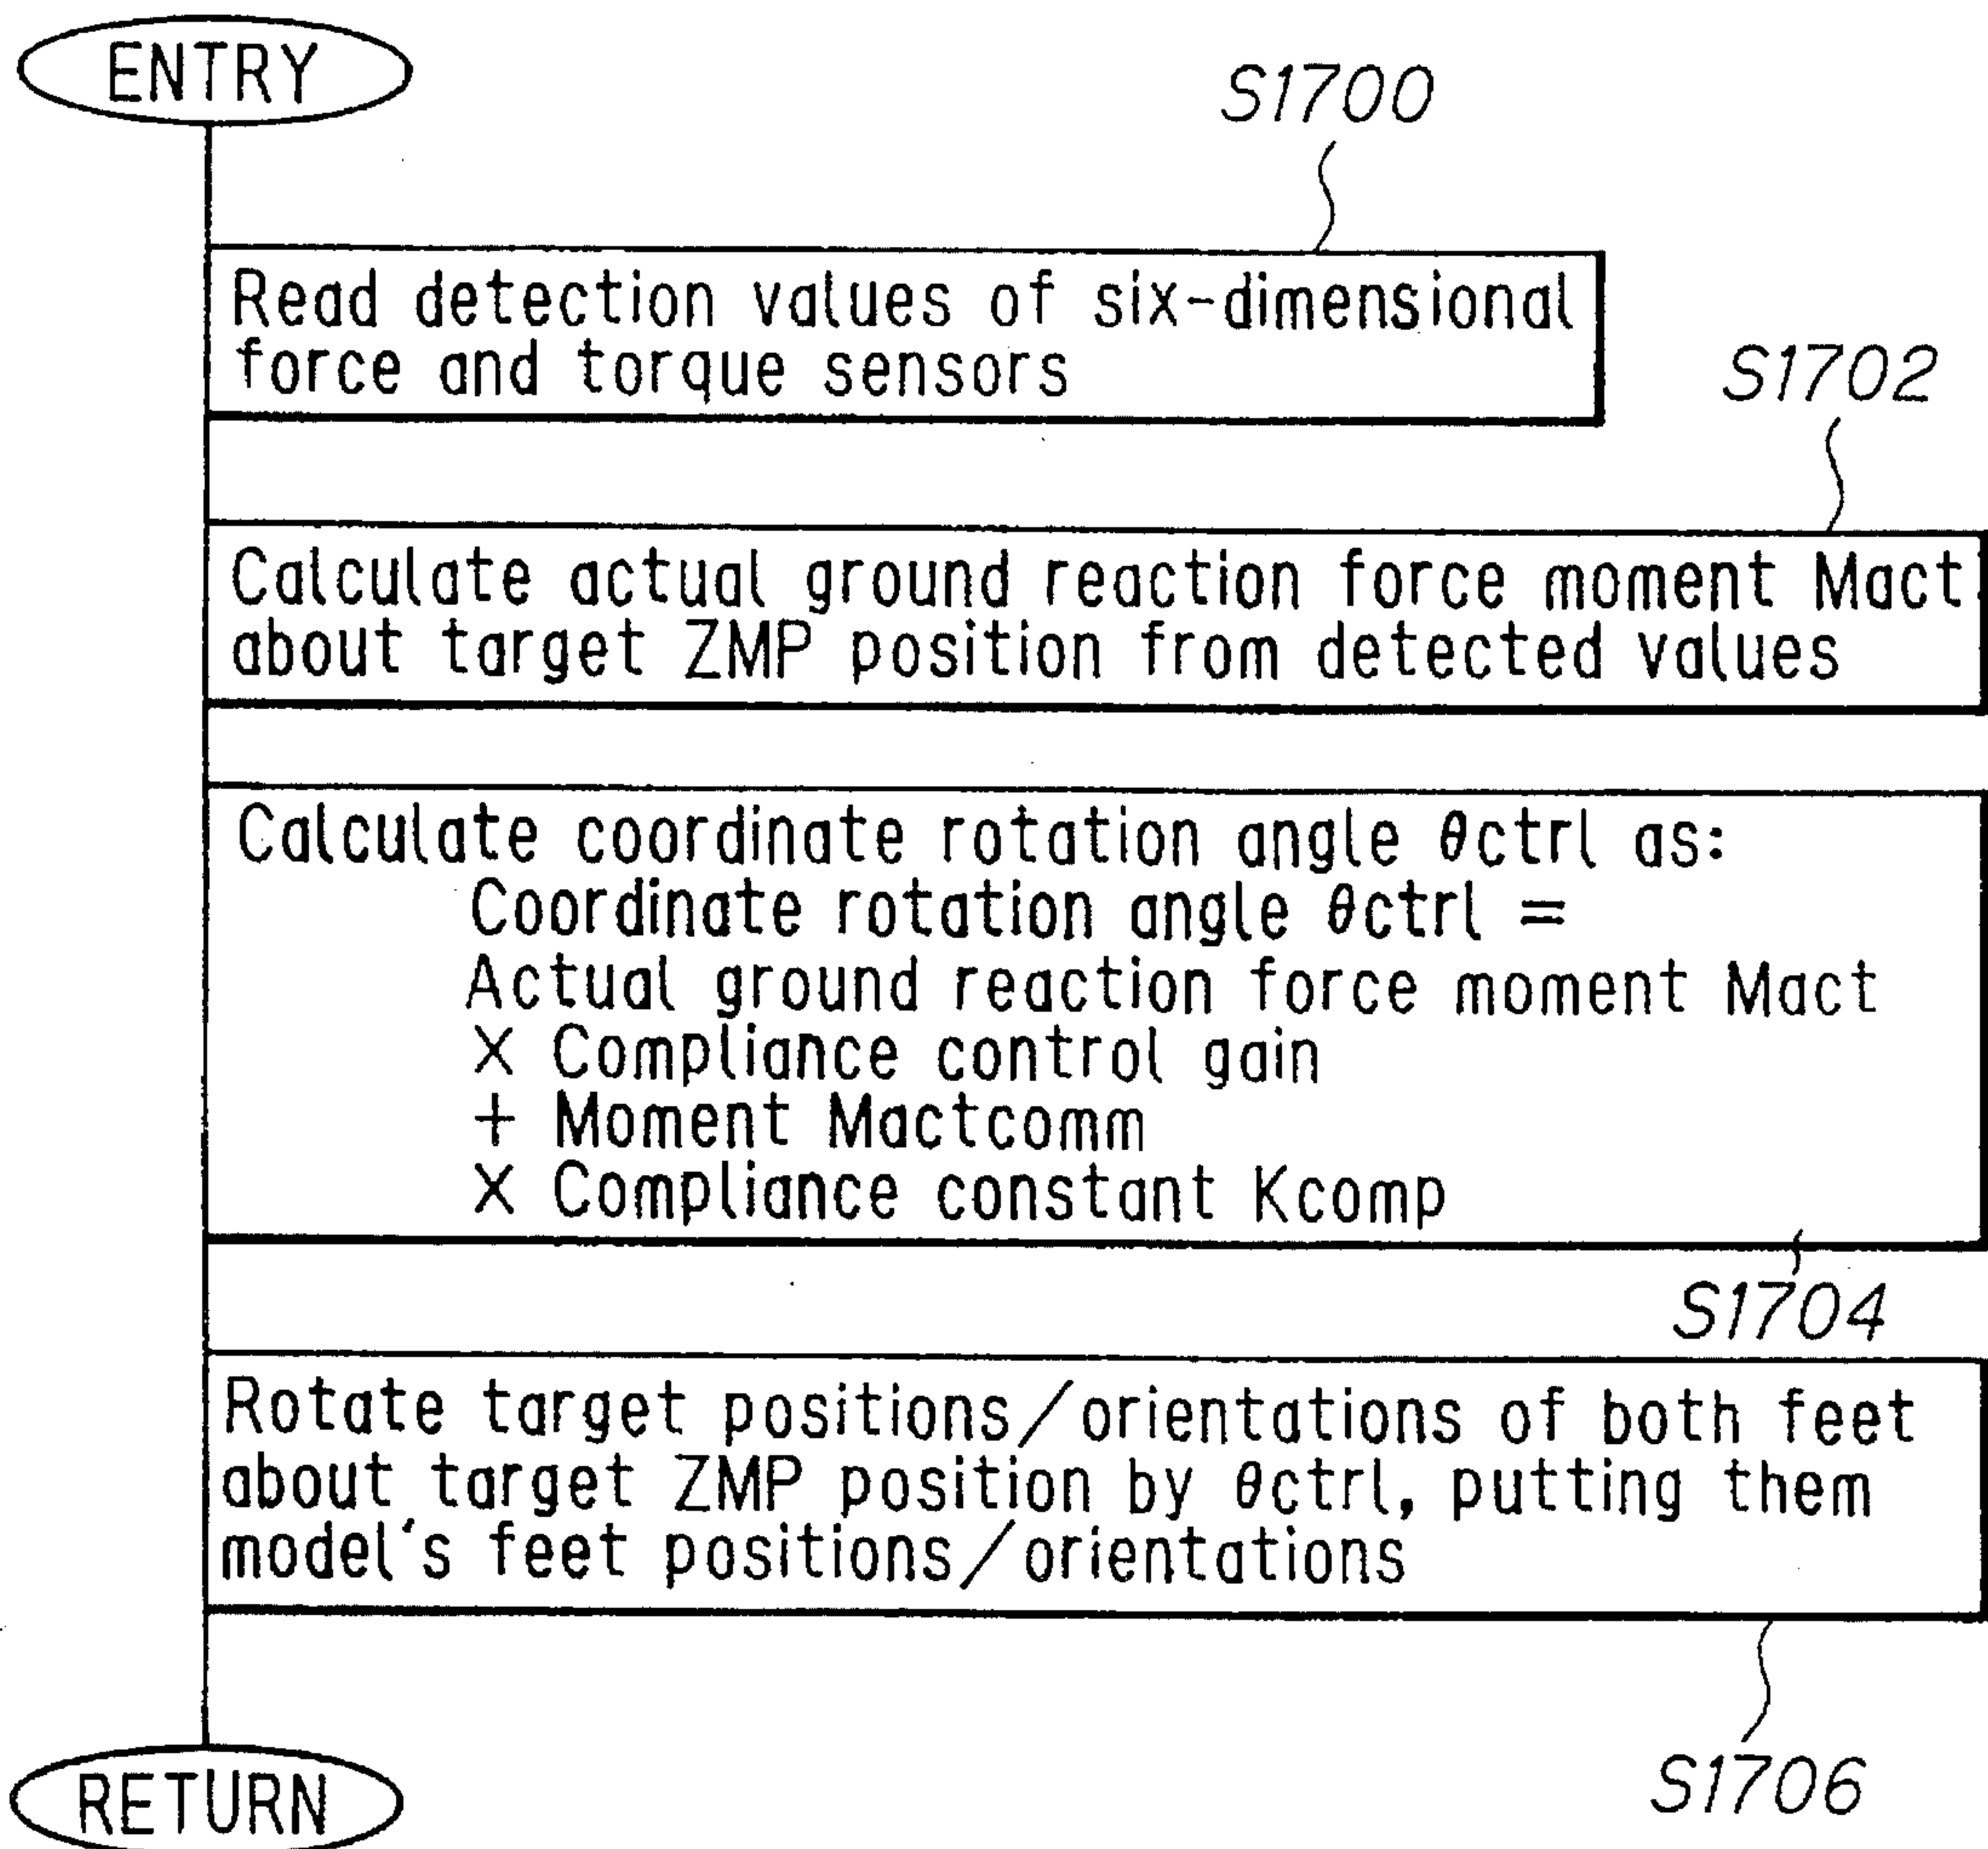 ENTRY
S1700
Read detection values of six-dimensional
force and torque sensors
S1702
Calculate actual ground reaction force moment Mact
about target ZMP position from detected values
Calculate coordinate rotation angle θctrl as:
Coordinate rotation angle θctrl =
Actual ground reaction force moment Mact
× Compliance control gain
+ Moment Mactcomm
× Compliance constant Kcomp
S1704
Rotate target positions/orientations of both feet
about target ZMP position by θctrl, putting them
model's feet positions/orientations
S1706
RETURN